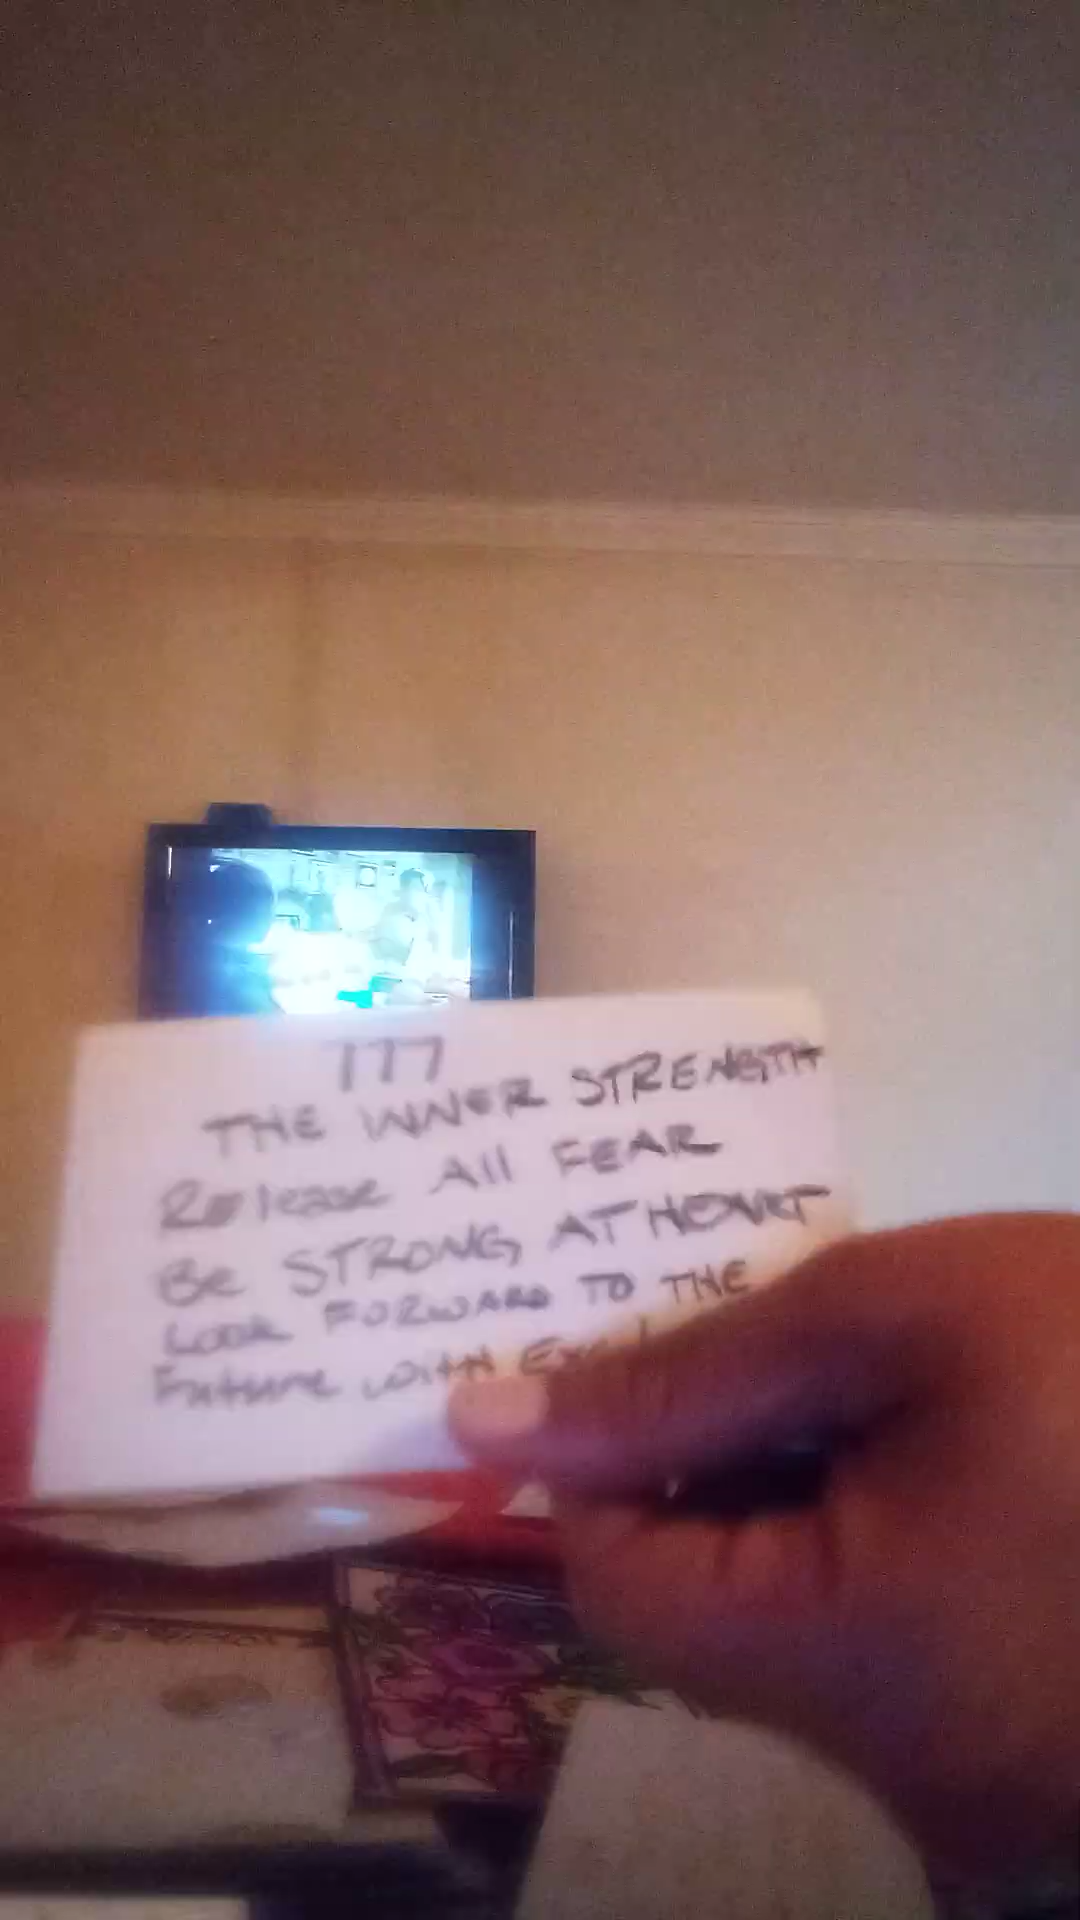 777
THE INNER STRENGTH
Release All FEAR
Be STRONG, AT HEART
Look FORWARD TO THE
Future with